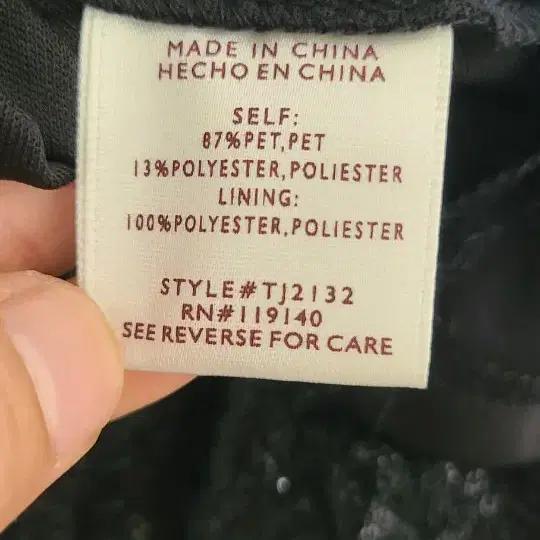 MADE IN CHINA
HECHO EN CHINA
SELF:
87%PET,PET
13%POLYESTER,POLIESTER
LINING:
100%POLYESTER,POLIESTER
STYLE#TJ2132
RN#119140
SEE REVERSE FOR CARE